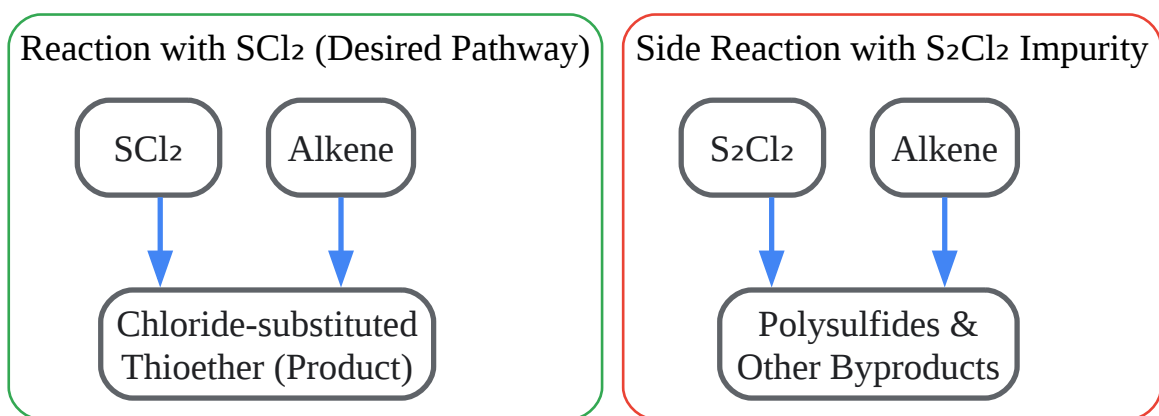 Reaction with SCl₂ (Desired Pathway)
SCl₂
Alkene
Chloride-substituted
Thioether (Product)
Side Reaction with S₂Cl₂ Impurity
S₂Cl₂
Alkene
Polysulfides &
Other Byproducts